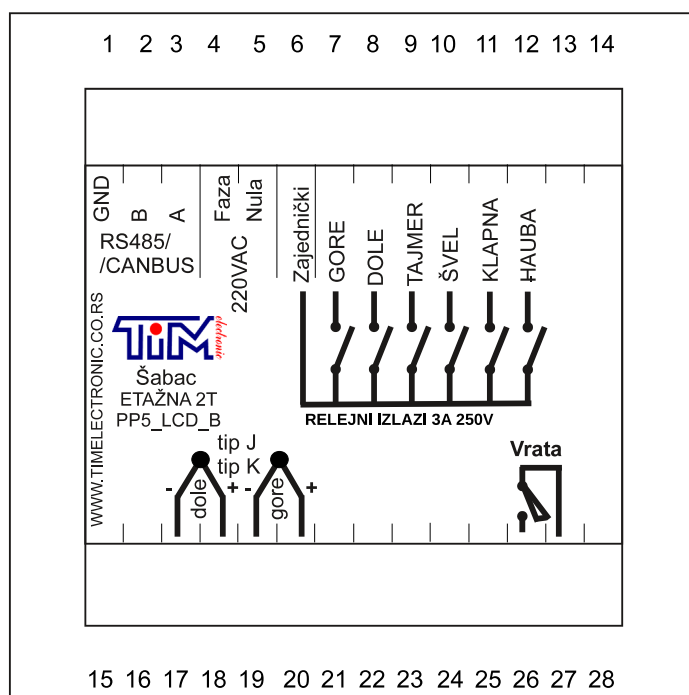 1 2 3 4 5 6 7 8 9 10 11 12 13 14
GND
B
A
RS485/
/CANBUS
Faza
Nula
220VAC
Zajednički
GORE
DOLE
TAJMER
ŠVEL
KLAPNA
HAUBA
WWW.TIMELECTRONIC.CO.RS
TiM
electronic
Šabac
ETAŽNA 2T
PP5_LCD_B
RELEJNI IZLAZI 3A 250V
tip J
tip K
- dole +
- gore +
Vrata
15 16 17 18 19 20 21 22 23 24 25 26 27 28